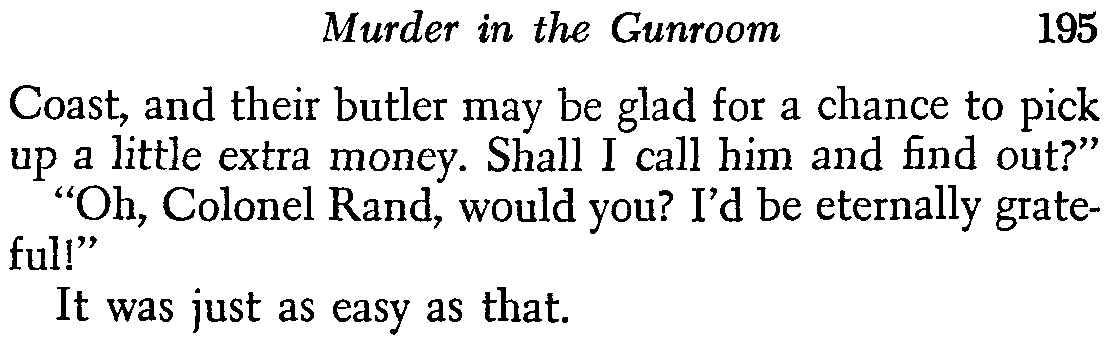 Murder in the Gunroom 195
Coast, and their butler may be glad for a chance to pick
up a little extra money. Shall I call him and find out?”
“Oh, Colonel Rand, would you? I’d be eternally grate-
ful!”
It was just as easy as that.